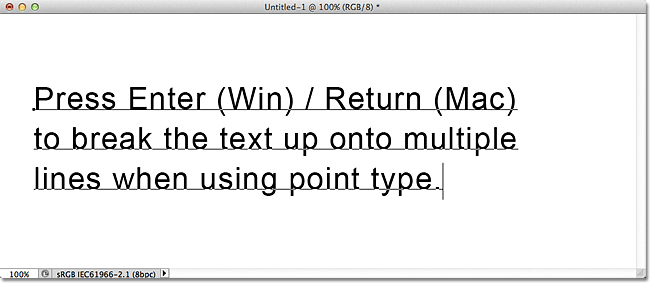 Untitled-1 @ 100% (RGB/8) *
Press Enter (Win) / Return (Mac)
to break the text up onto multiple
lines when using point type.
100% sRGB IEC61966-2.1 (8bpc)